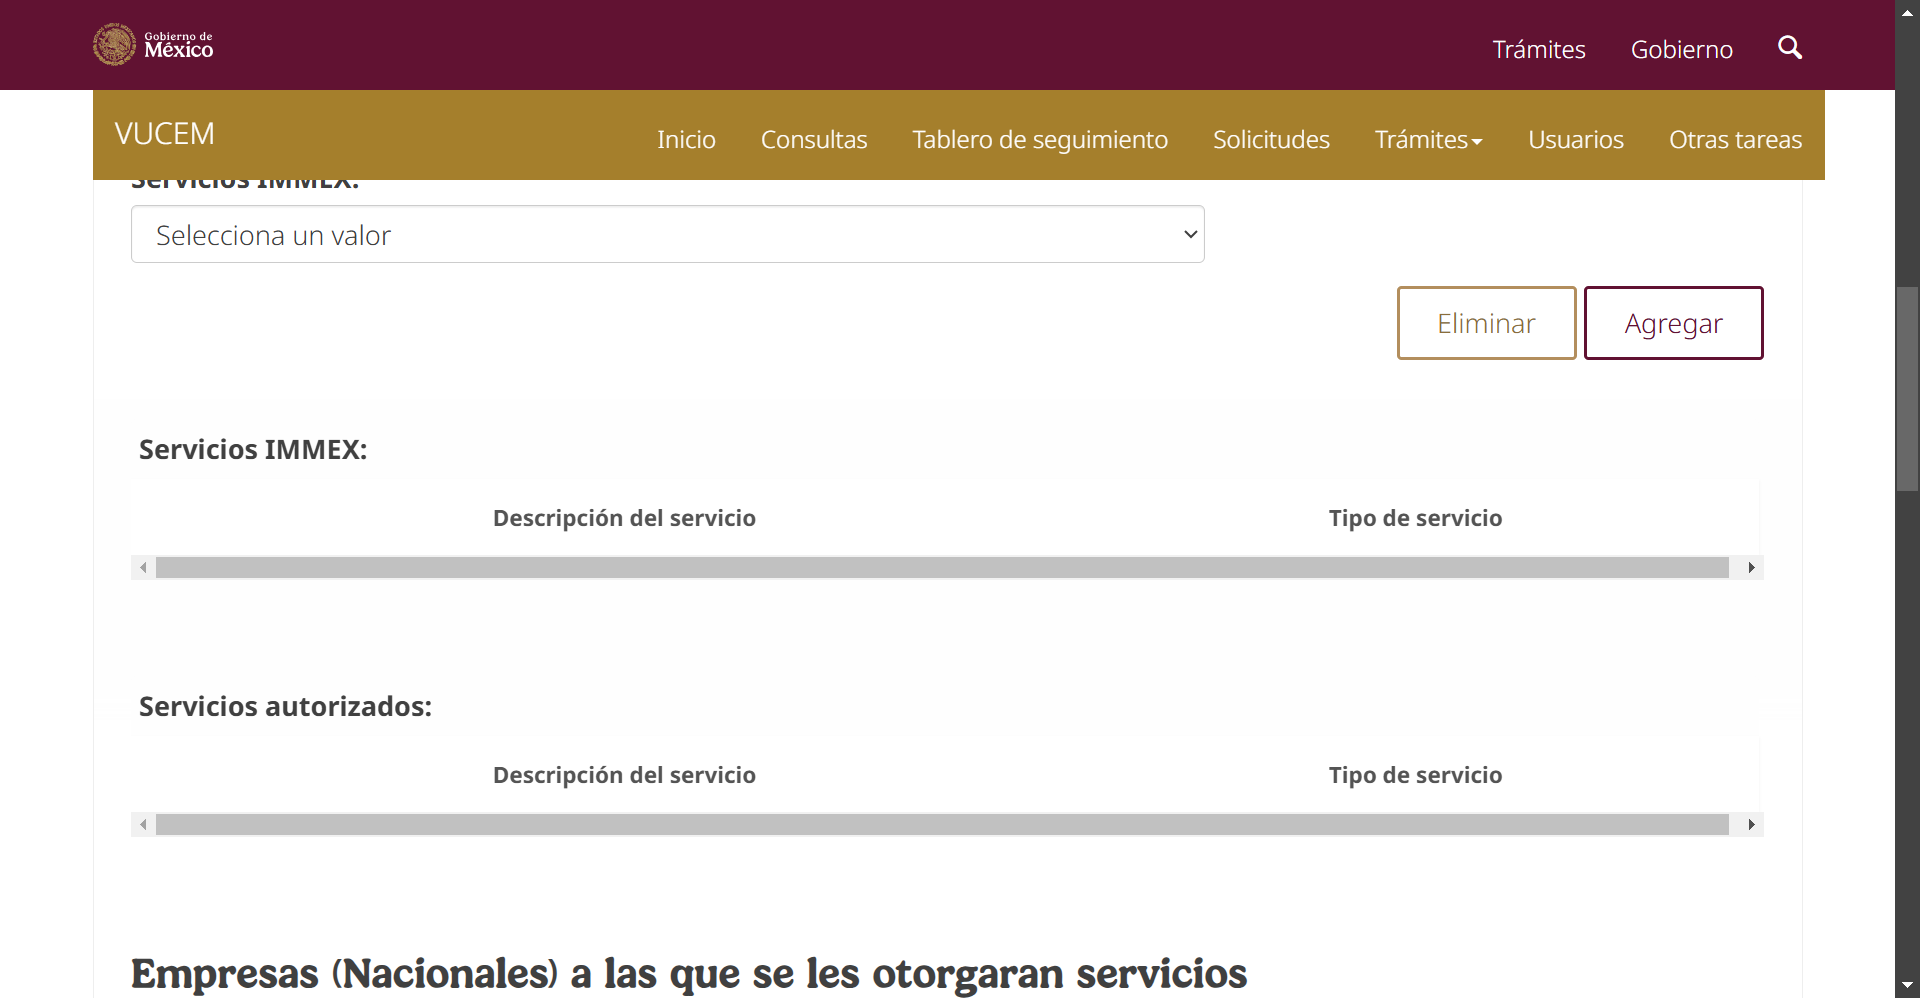 Gobierno de
México
Trámites
Gobierno
VUCEM
Inicio
Consultas
Tablero de seguimiento
Solicitudes
Trámites
Usuarios
Otras tareas
Servicios IMMEX:
Selecciona un valor
Eliminar
Agregar
Servicios IMMEX:
Descripción del servicio
Tipo de servicio
Servicios autorizados:
Descripción del servicio
Tipo de servicio
Empresas (Nacionales) a las que se les otorgaran servicios